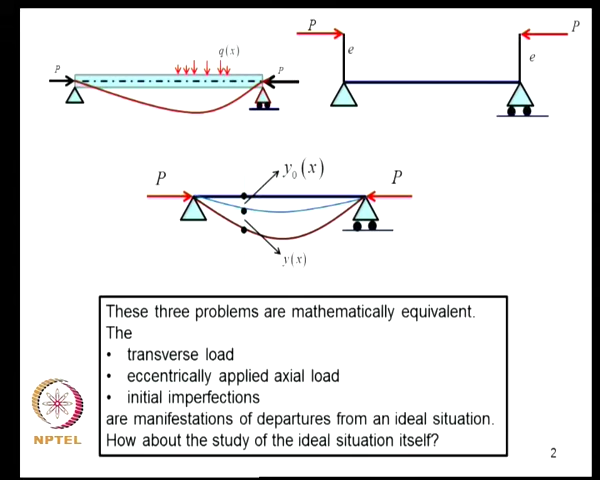 P
e
P
e
q(x)
P
P
P
y₀(x)
P
y(x)
These three problems are mathematically equivalent.
The
• transverse load
• eccentrically applied axial load
• initial imperfections
are manifestations of departures from an ideal situation.
How about the study of the ideal situation itself?
NPTEL
2